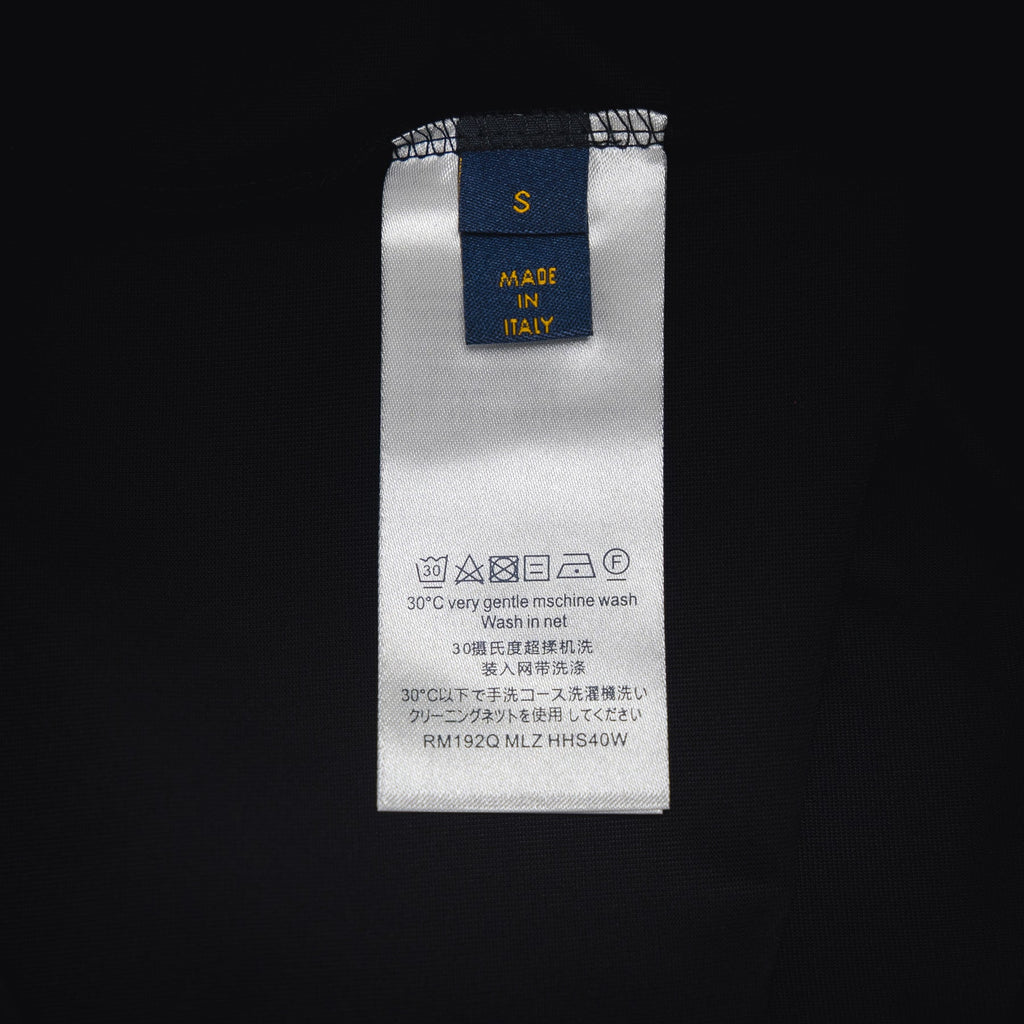 S
MADE
IN
ITALY
30 F
30°C very gentle mschine wash
Wash in net
30摄氏度超揉机洗
装入网带洗涤
30°C以下で手洗コース洗濯機洗い
クリーニングネットを使用してください
RM192Q MLZ HHS40W